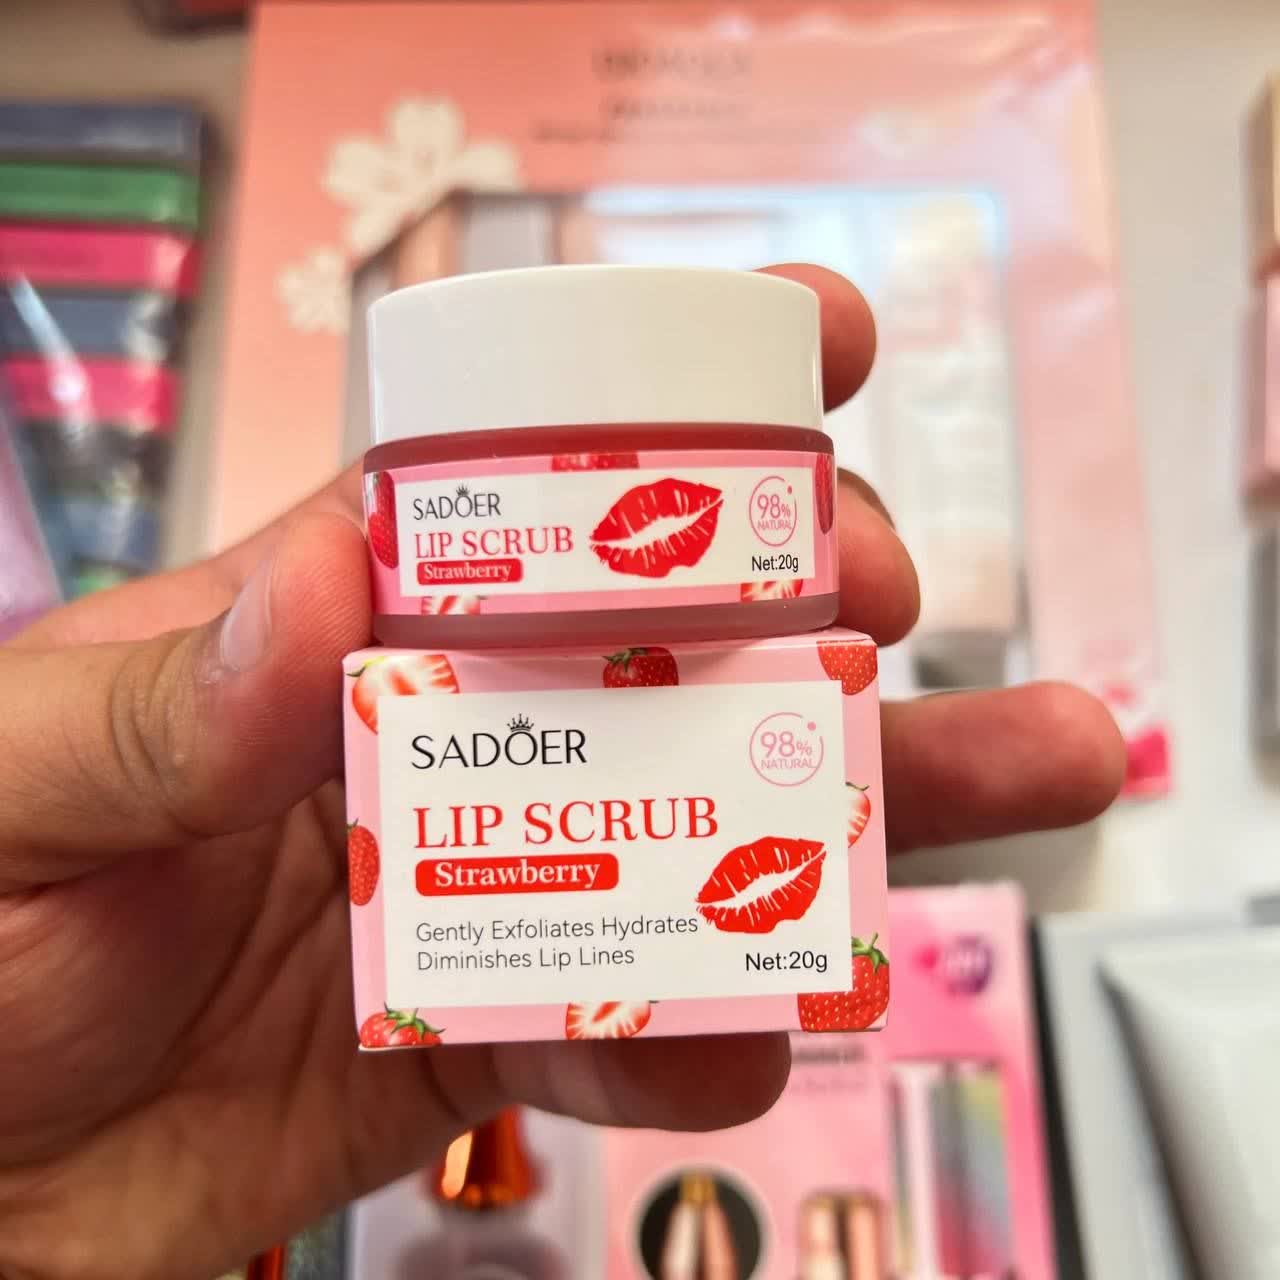 SADOER
LIP SCRUB
Strawberry
98%
NATURAL
Net:20g
SADOER
98%
NATURAL
LIP SCRUB
Strawberry
Gently Exfoliates Hydrates
Diminishes Lip Lines
Net:20g